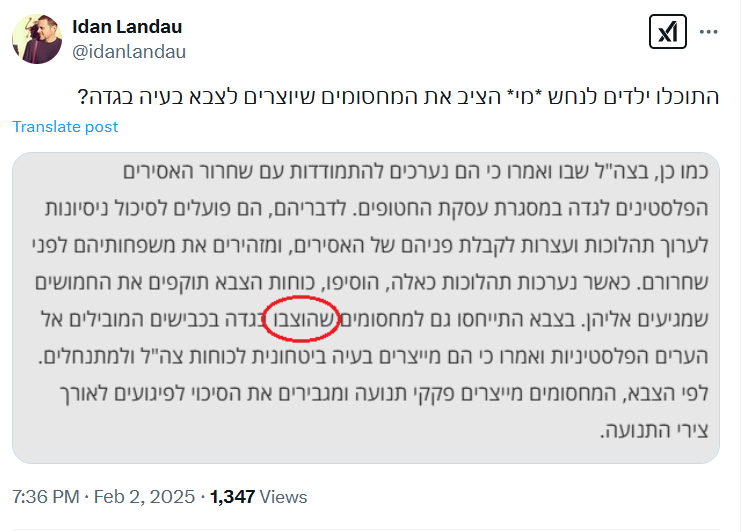 Idan Landau
@idanlandau
התוכלו ילדים לנחש *מי* הציב את המחסומים שיוצרים לצבא בעיה בגדה?
Translate post
כמו כן, בצה"ל שבו ואמרו כי הם נערכים להתמודדות עם שחרור האסירים
הפלסטינים לגדה במסגרת עסקת החטופים. לדבריהם, הם פועלים לסיכול ניסיונות
לערוך תהלוכות ועצרות לקבלת פניהם של האסירים, ומזהירים את משפחותיהם לפני
שחרורם. כאשר נערכות תהלוכות כאלה, הוסיפו, כוחות הצבא תוקפים את החמושים
שמגיעים אליהן. בצבא התייחסו גם למחסומים שהוצבו בגדה בכבישים המובילים אל
הערים הפלסטיניות ואמרו כי הם מייצרים בעיה ביטחונית לכוחות צה"ל ולמתנחלים.
לפי הצבא, המחסומים מייצרים פקקי תנועה ומגבירים את הסיכוי לפיגועים לאורך
צירי התנועה.
7:36 PM · Feb 2, 2025 · 1,347 Views